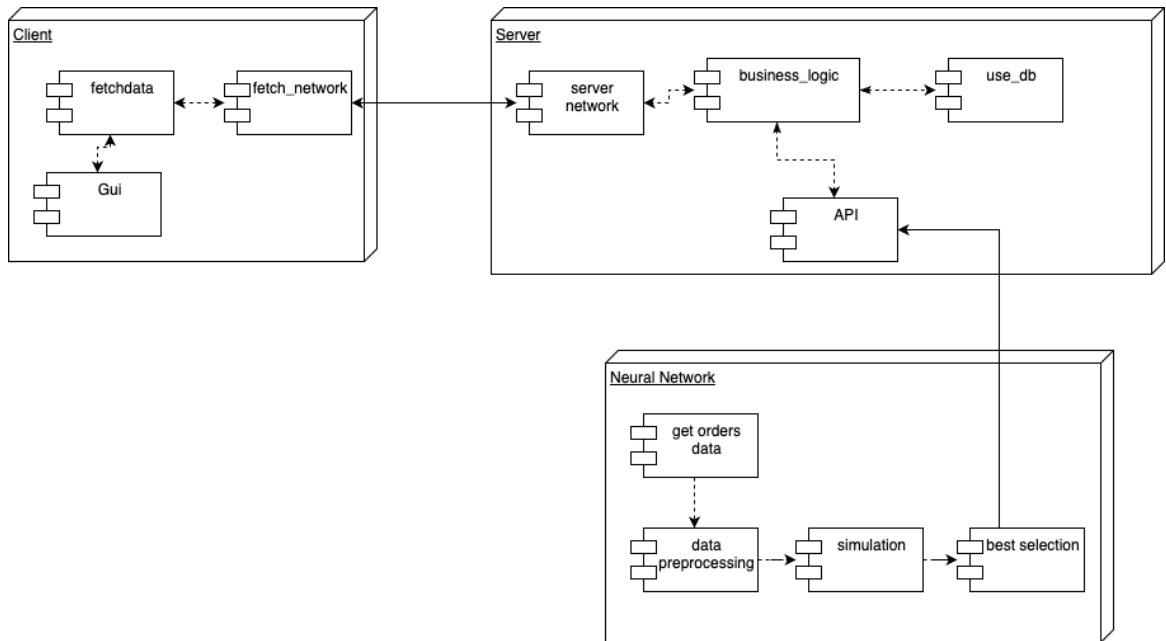 Client
fetchdata
fetch_network
Gui
Server
server
network
business_logic
use_db
API
Neural Network
get orders
data
data
preprocessing
simulation
best selection